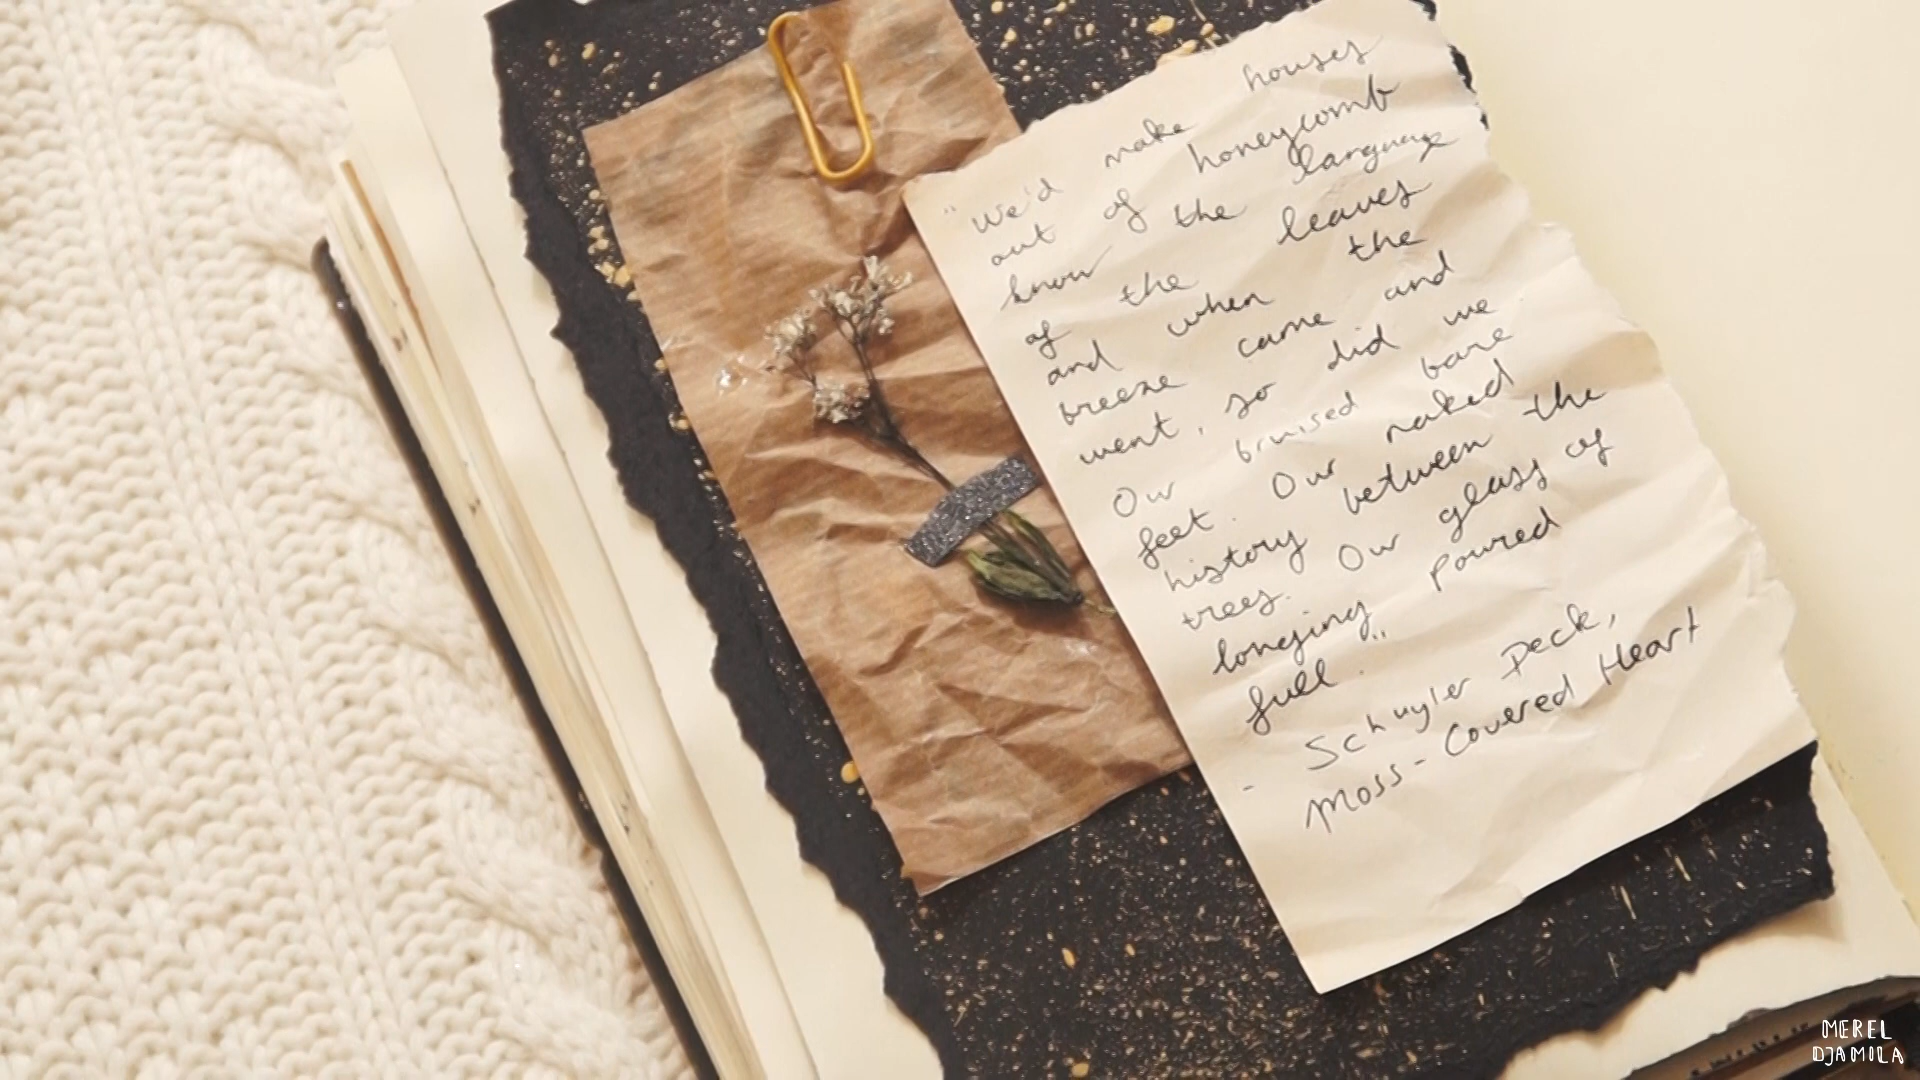 "We'd make houses
out of honeycomb
know the language
of the leaves
and when the
breeze came and
went, so did we
Our bruised bare
feet. Our naked
history between the
trees. Our glass of
longing poured
full."
- Schuyler Peck,
Moss-Covered Heart
MEREL
DJAMILA